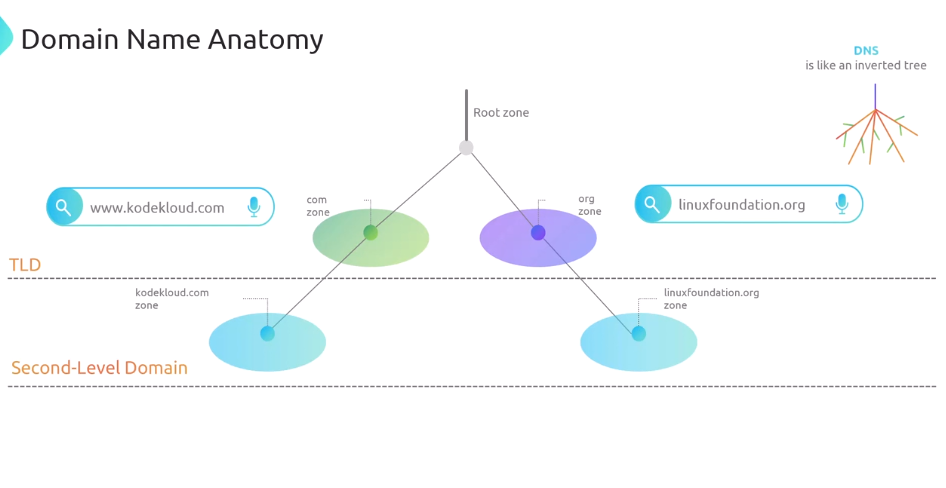 Domain Name Anatomy
DNS
is like an inverted tree
Root zone
www.kodekloud.com
com
zone
org
zone
linuxfoundation.org
TLD
kodekloud.com
zone
linuxfoundation.org
zone
Second-Level Domain